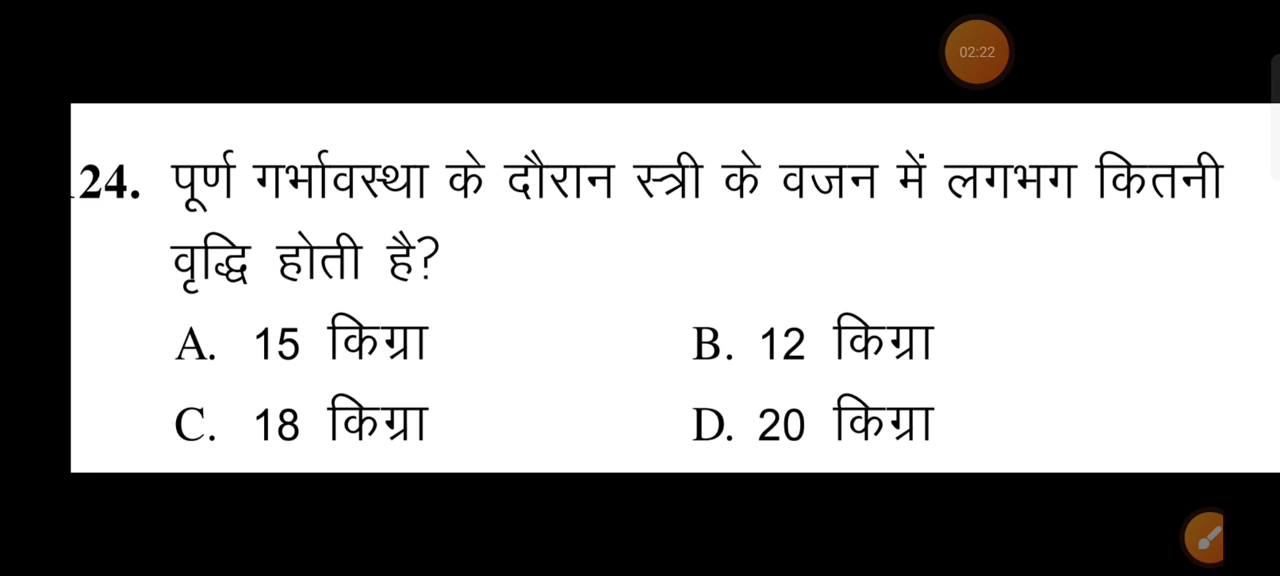 02:22
24. पूर्ण गर्भावस्था के दौरान स्त्री के वजन में लगभग कितनी
वृद्धि होती है?
A. 15 किग्रा B. 12 किग्रा
C. 18 किग्रा D. 20 किग्रा